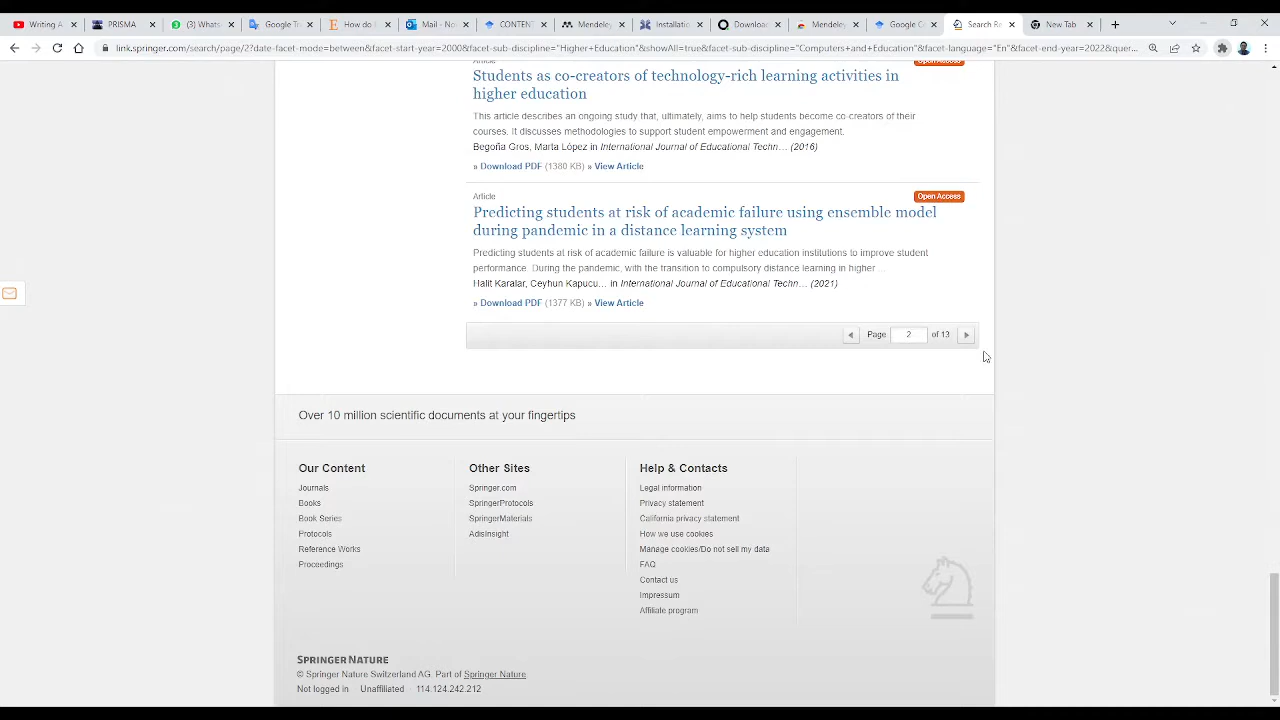 Writing A
PRISMA
(3) Whats
Google Tr
How do I
Mail - No
CONTENT
Mendeley
Installatio
Download
Mendeley
Google C
Search Re
New Tab
link.springer.com/search/page/2?date-facet-mode=between&facet-start-year=2000&facet-sub-discipline="Higher+Education"&showAll=true&facet-sub-discipline="Computers+and+Education"&facet-language="En"&facet-end-year=2022&quer...
Article
Open Access
Students as co-creators of technology-rich learning activities in
higher education
This article describes an ongoing study that, ultimately, aims to help students become co-creators of their
courses. It discusses methodologies to support student empowerment and engagement.
Begoña Gros, Marta López in International Journal of Educational Techn... (2016)
» Download PDF (1380 KB) » View Article
Article
Open Access
Predicting students at risk of academic failure using ensemble model
during pandemic in a distance learning system
Predicting students at risk of academic failure is valuable for higher education institutions to improve student
performance. During the pandemic, with the transition to compulsory distance learning in higher ...
Halit Karalar, Ceyhun Kapucu... in International Journal of Educational Techn... (2021)
» Download PDF (1377 KB) » View Article
Page 2 of 13
Over 10 million scientific documents at your fingertips
Our Content
Journals
Books
Book Series
Protocols
Reference Works
Proceedings
Other Sites
Springer.com
SpringerProtocols
SpringerMaterials
AdisInsight
Help & Contacts
Legal information
Privacy statement
California privacy statement
How we use cookies
Manage cookies/Do not sell my data
FAQ
Contact us
Impressum
Affiliate program
SPRINGER NATURE
© Springer Nature Switzerland AG. Part of Springer Nature
Not logged in Unaffiliated 114.124.242.212